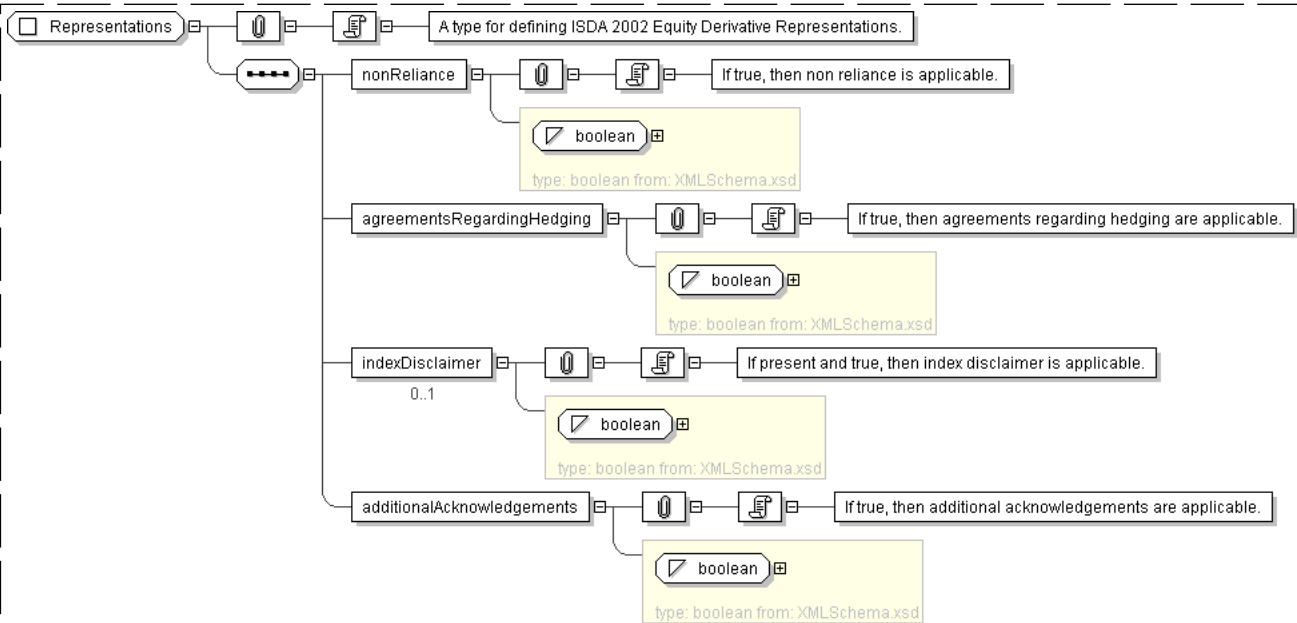 Representations
A type for defining ISDA 2002 Equity Derivative Representations.
nonReliance
If true, then non reliance is applicable.
boolean
type: boolean from: XMLSchema.xsd
agreementsRegardingHedging
If true, then agreements regarding hedging are applicable.
boolean
type: boolean from: XMLSchema.xsd
indexDisclaimer
If present and true, then index disclaimer is applicable.
0..1
boolean
type: boolean from: XMLSchema.xsd
additionalAcknowledgements
If true, then additional acknowledgements are applicable.
boolean
type: boolean from: XMLSchema.xsd